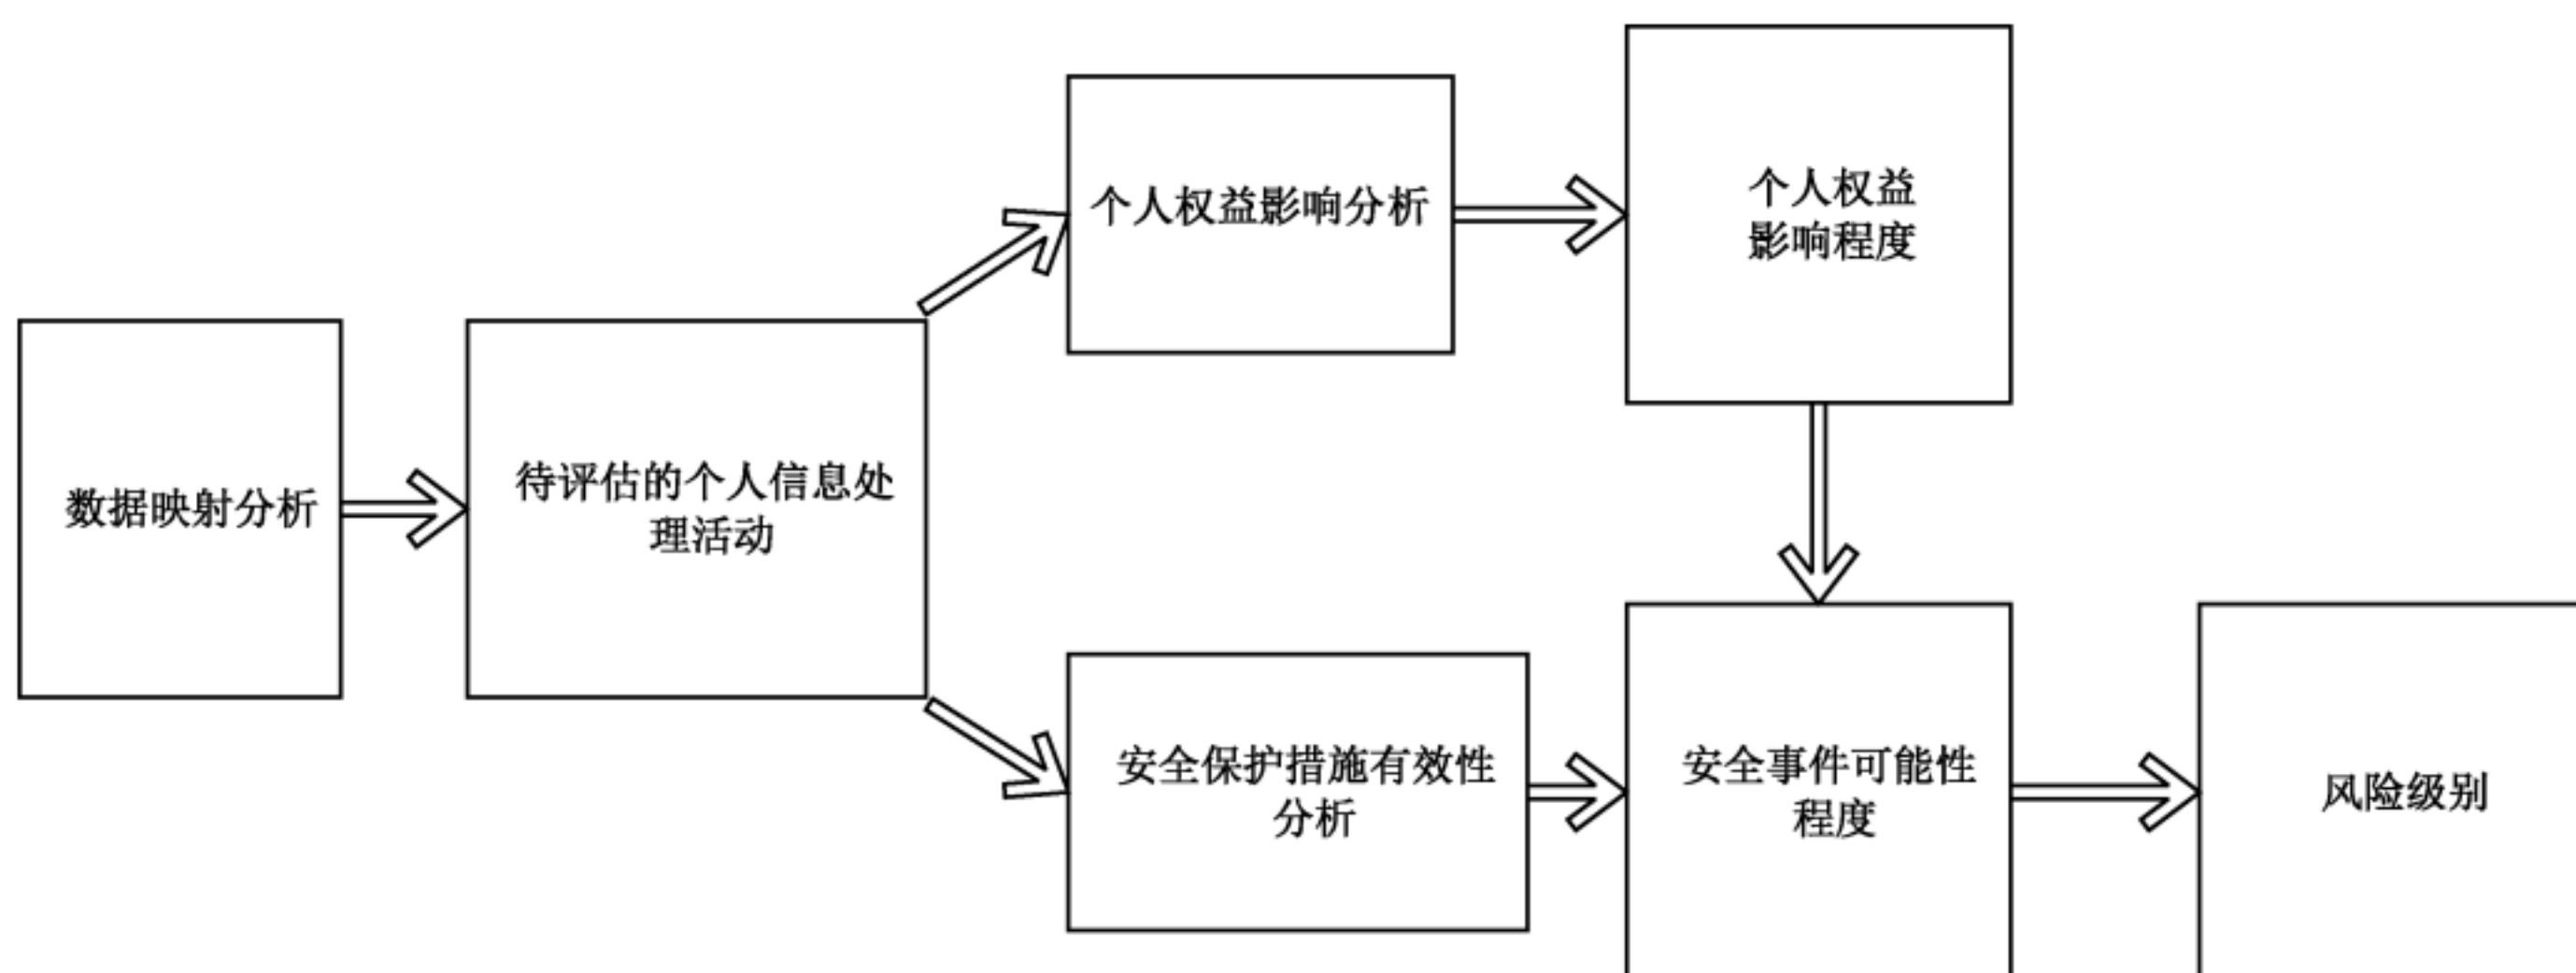 个人权益影响分析
个人权益
影响程度
数据映射分析
待评估的个人信息处
理活动
安全保护措施有效性
分析
安全事件可能性
程度
风险级别